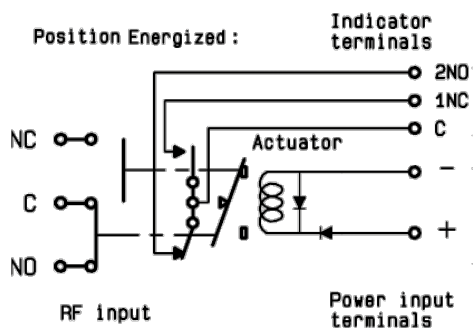 Position Energized :
Indicator
terminals
2NO
1NC
C
Actuator
NC
C
NO
-
+
RF input
Power input
terminals